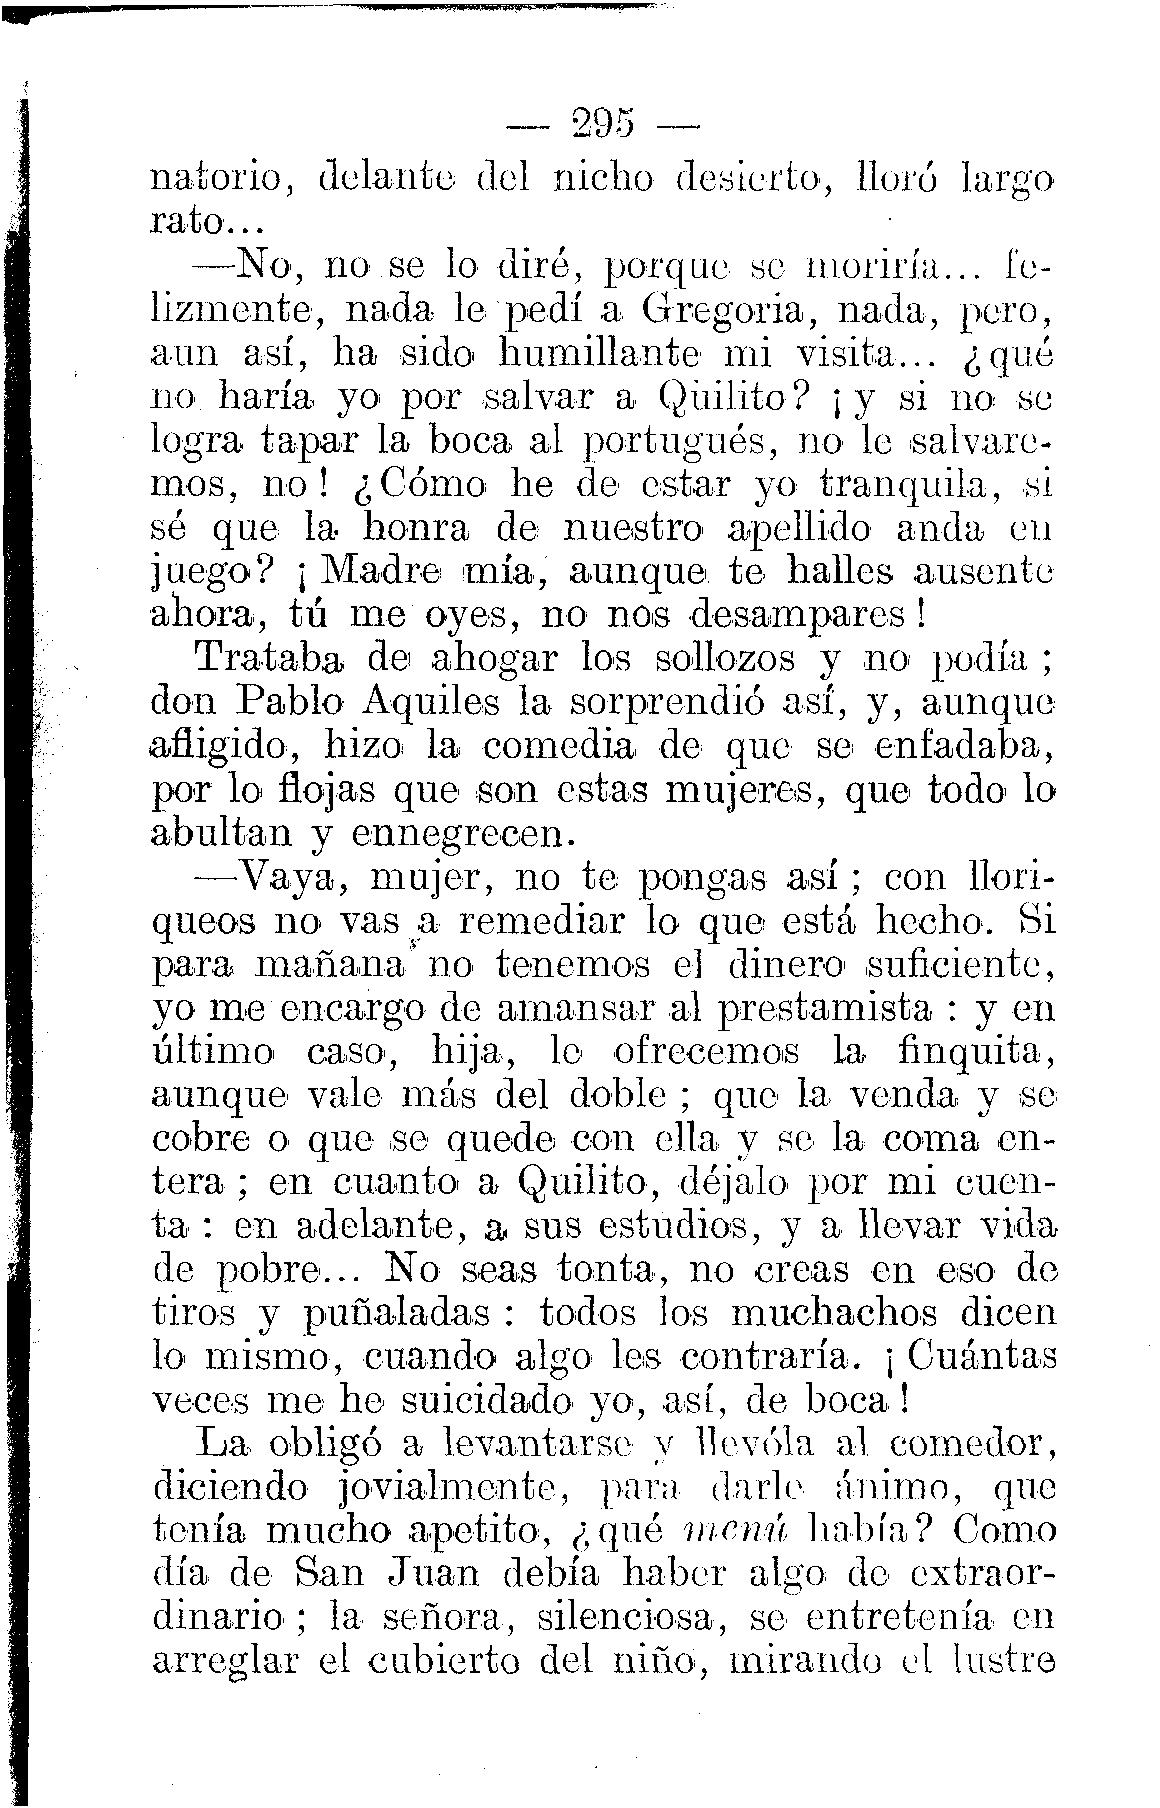 — 295 —
natorio, delante del nicho desierto, lloró largo
rato...
—No, no se lo diré, porque se moriría... fe-
lizmente, nada le pedí a Gregoria, nada, pero,
aun así, ha sido humillante mi visita... ¿qué
no haría yo por salvar a Quilito? ¡y si no se
logra tapar la boca al portugués, no le salvare-
mos, no! ¿Cómo he de estar yo tranquila, si
sé que la honra de nuestro apellido anda en
juego? ¡Madre mía, aunque te halles ausente
ahora, tú me oyes, no nos desampares!
Trataba de ahogar los sollozos y no podía;
don Pablo Aquiles la sorprendió así, y, aunque
afligido, hizo la comedia de que se enfadaba,
por lo flojas que son estas mujeres, que todo lo
abultan y ennegrecen.
—Vaya, mujer, no te pongas así; con llori-
queos no vas a remediar lo que está hecho. Si
para mañana no tenemos el dinero suficiente,
yo me encargo de amansar al prestamista: y en
último caso, hija, le ofrecemos la finquita,
aunque vale más del doble; que la venda y se
cobre o que se quede con ella y se la coma en-
tera; en cuanto a Quilito, déjalo por mi cuen-
ta: en adelante, a sus estudios, y a llevar vida
de pobre... No seas tonta, no creas en eso de
tiros y puñaladas: todos los muchachos dicen
lo mismo, cuando algo les contraría. ¡Cuántas
veces me he suicidado yo, así, de boca!
La obligó a levantarse y llevóla al comedor,
diciendo jovialmente, para darle ánimo, que
tenía mucho apetito, ¿qué menú había? Como
día de San Juan debía haber algo de extraor-
dinario; la señora, silenciosa, se entretenía en
arreglar el cubierto del niño, mirando el lustre